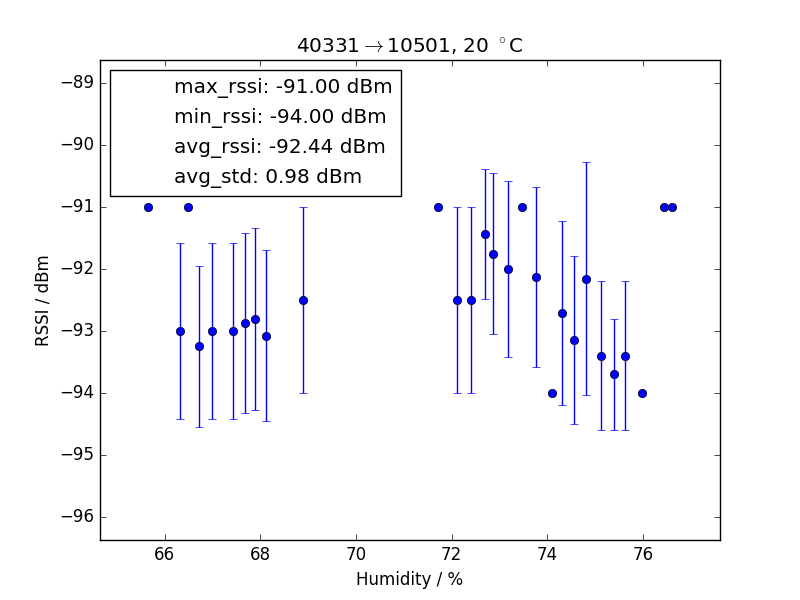 40331→10501, 20 °C
max_rssi: -91.00 dBm
min_rssi: -94.00 dBm
avg_rssi: -92.44 dBm
avg_std: 0.98 dBm
RSSI / dBm
−89
−90
−91
−92
−93
−94
−95
−96
66 68 70 72 74 76
Humidity / %